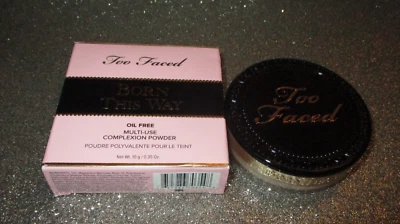 Too Faced
BORN
THIS WAY
OIL FREE
MULTI-USE
COMPLEXION POWDER
POUDRE POLYVALENTE POUR LE TEINT
Net Wt. 10 g / 0.35 Oz.
Too
Faced